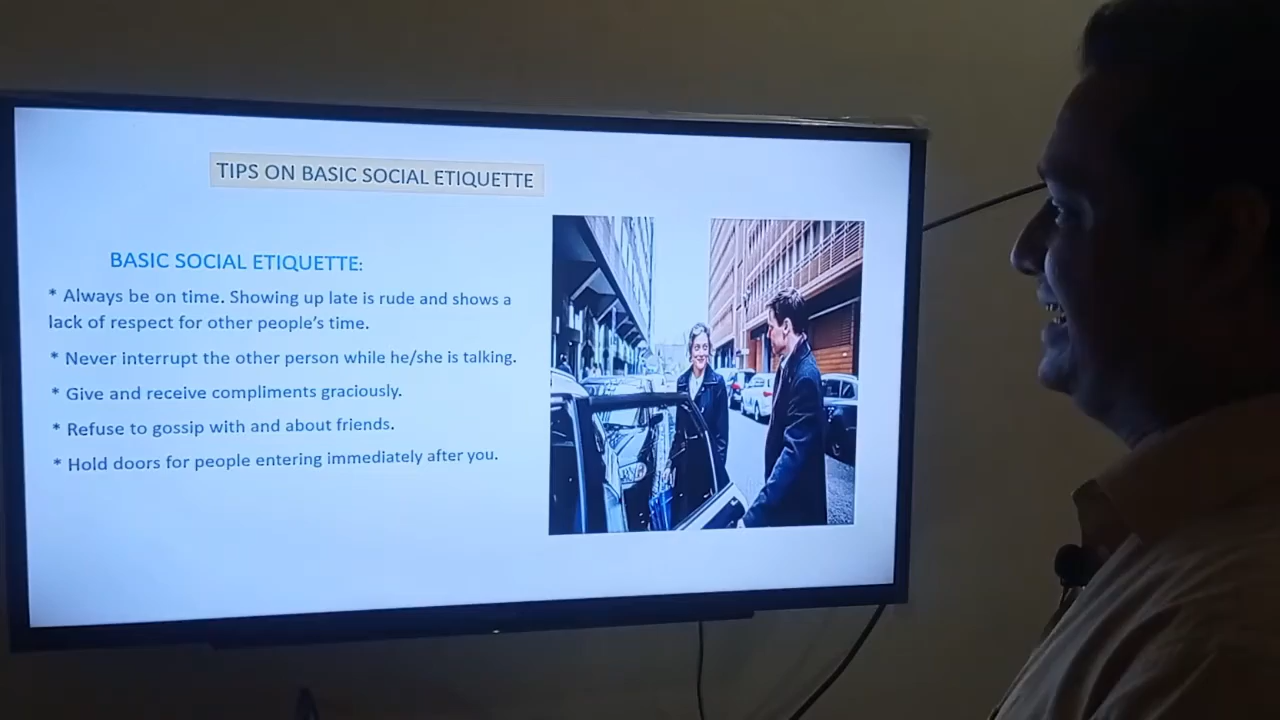 TIPS ON BASIC SOCIAL ETIQUETTE
BASIC SOCIAL ETIQUETTE:
* Always be on time. Showing up late is rude and shows a
lack of respect for other people's time.
* Never interrupt the other person while he/she is talking.
* Give and receive compliments graciously.
* Refuse to gossip with and about friends.
* Hold doors for people entering immediately after you.